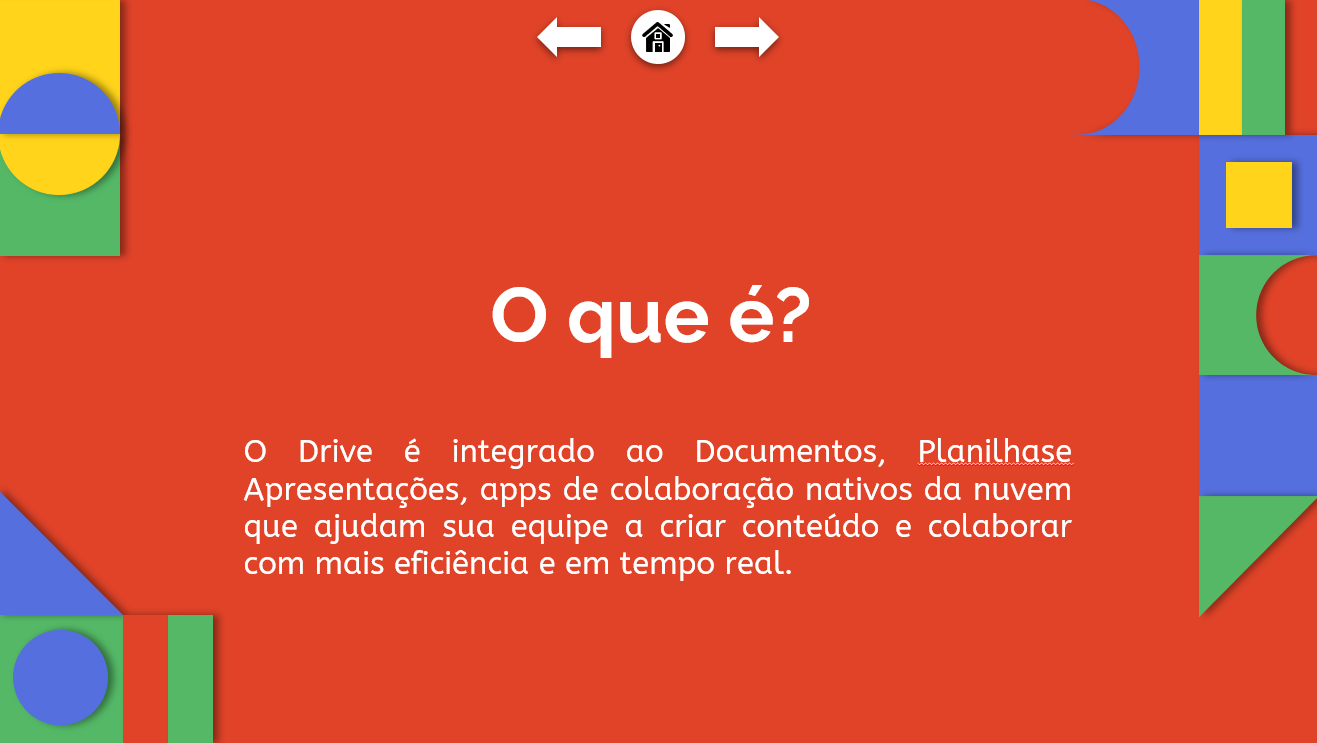 O que é?
O Drive é integrado ao Documentos, Planilhase
Apresentações, apps de colaboração nativos da nuvem
que ajudam sua equipe a criar conteúdo e colaborar
com mais eficiência e em tempo real.